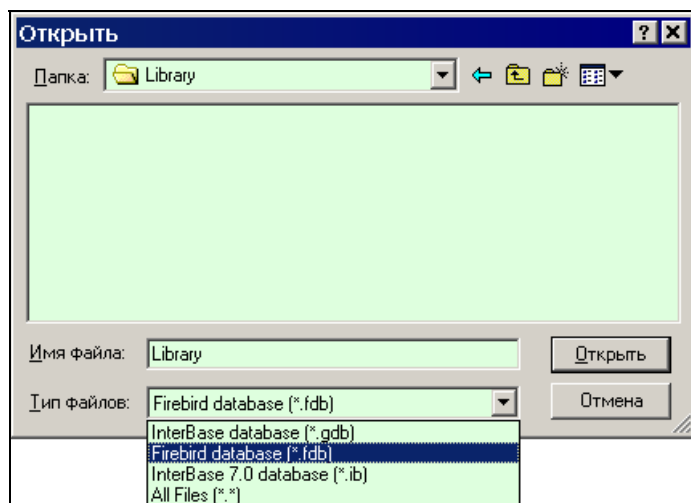 Открыть
Папка: Library
Имя файла: Library Открыть
Тип файлов: Firebird database (*.fdb) Отмена
InterBase database (*.gdb)
Firebird database (*.fdb)
InterBase 7.0 database (*.ib)
All Files (*.*)